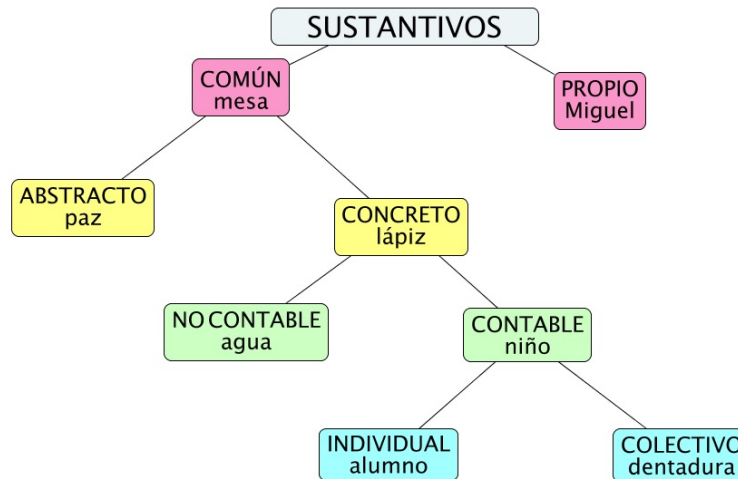 SUSTANTIVOS
COMÚN
mesa
PROPIO
Miguel
ABSTRACTO
paz
CONCRETO
lápiz
NO CONTABLE
agua
CONTABLE
niño
INDIVIDUAL
alumno
COLECTIVO
dentadura